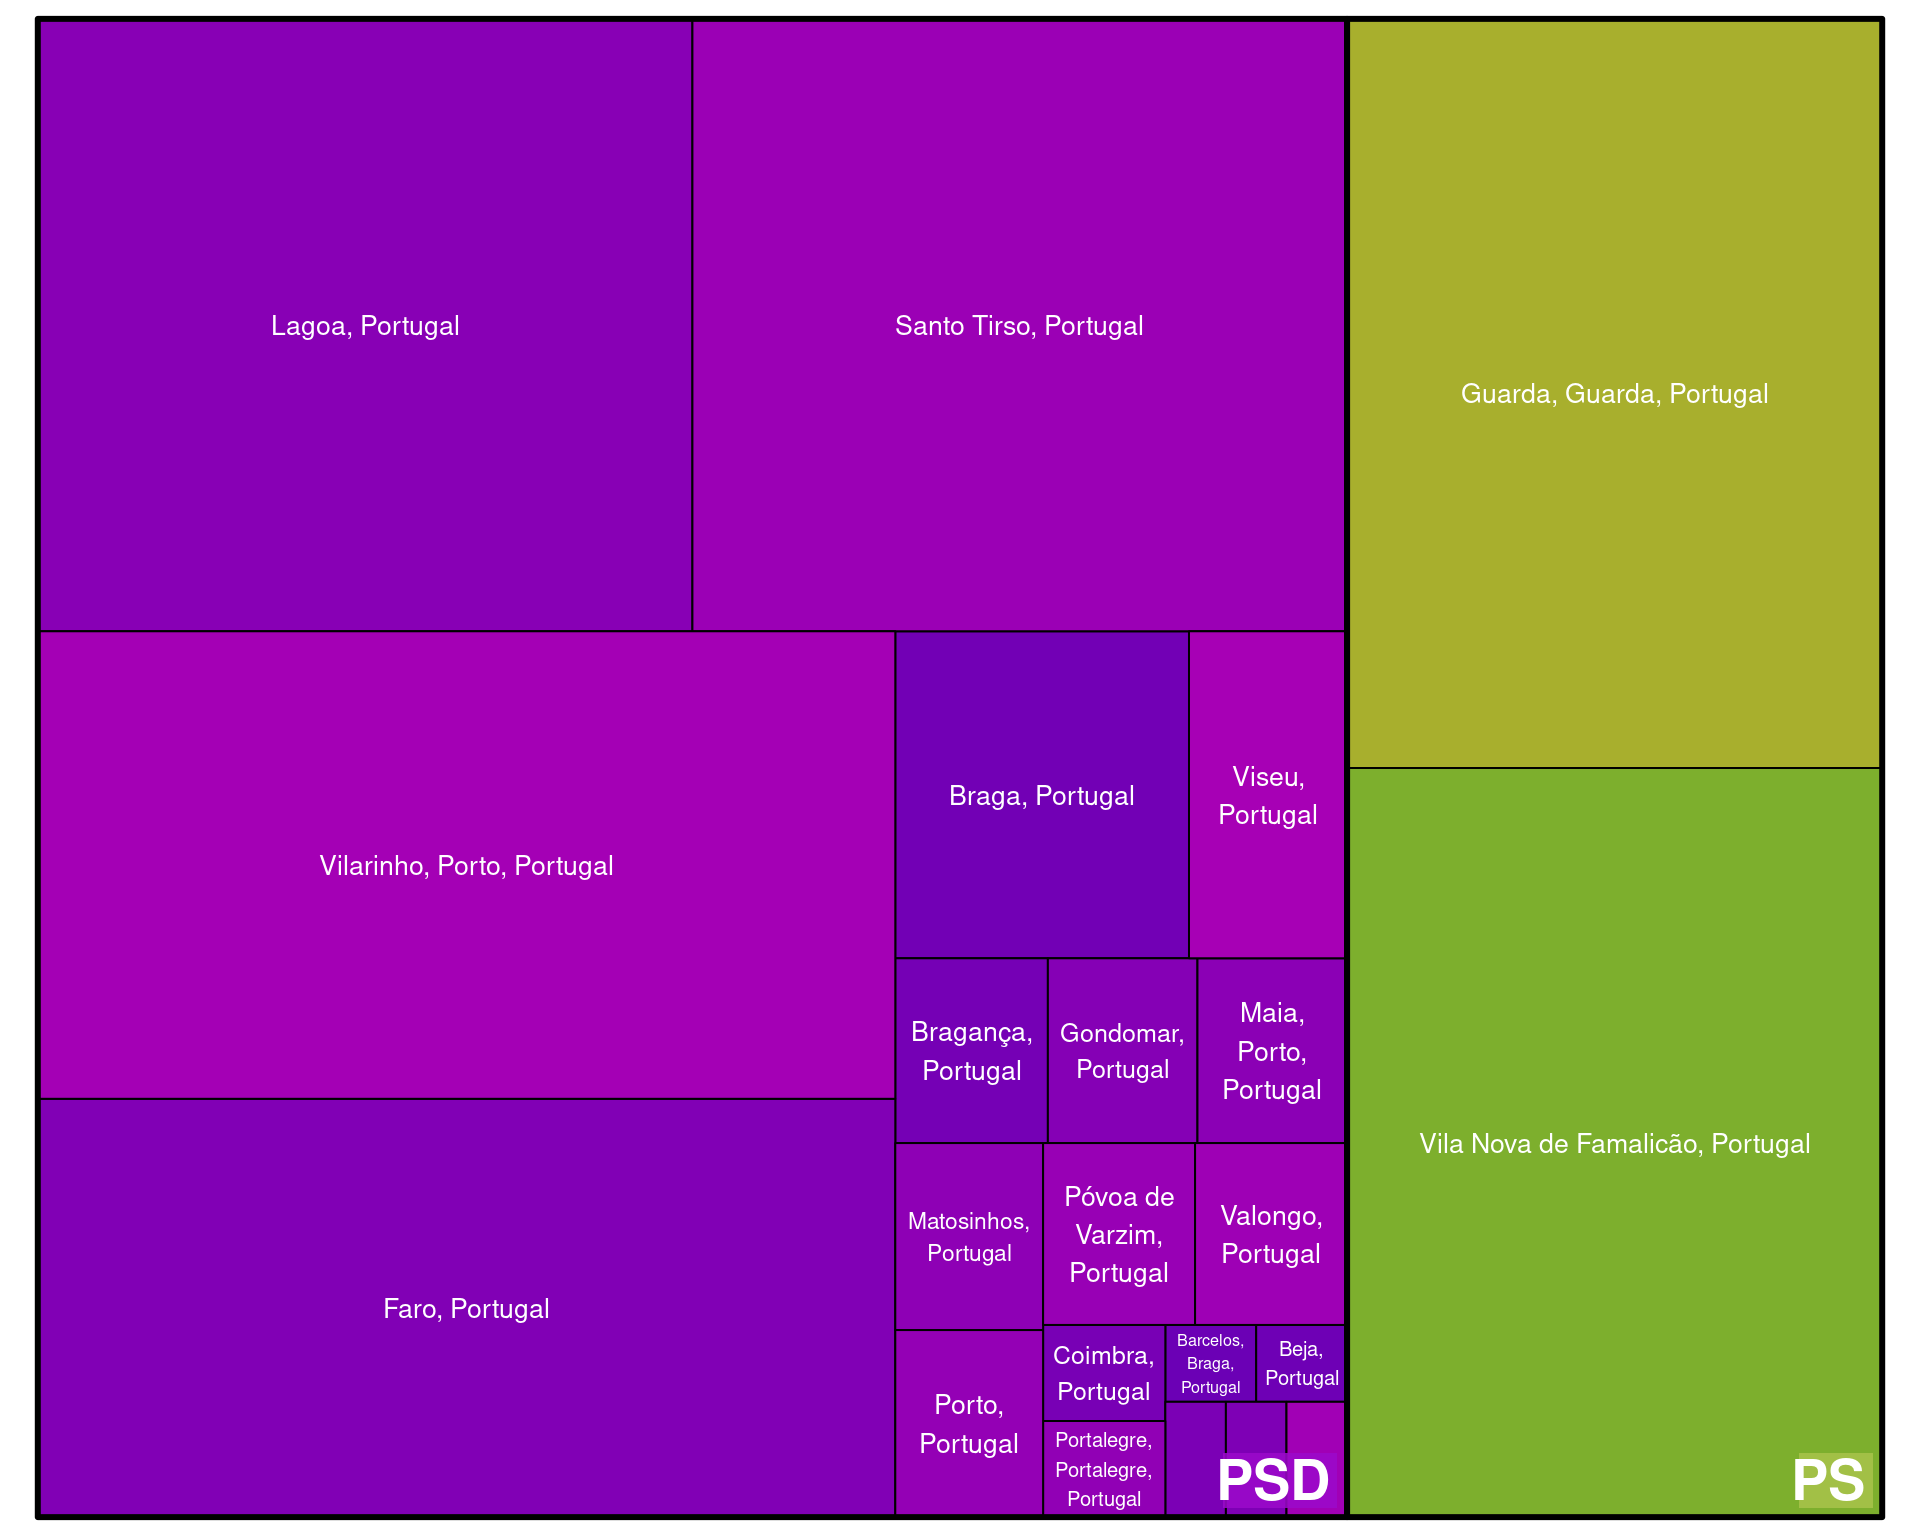 Lagoa, Portugal
Santo Tirso, Portugal
Guarda, Guarda, Portugal
Vilarinho, Porto, Portugal
Braga, Portugal
Viseu,
Portugal
Bragança,
Portugal
Gondomar,
Portugal
Maia,
Porto,
Portugal
Vila Nova de Famalicão, Portugal
Matosinhos,
Portugal
Póvoa de
Varzim,
Portugal
Valongo,
Portugal
Faro, Portugal
Porto,
Portugal
Coimbra,
Portugal
Barcelos,
Braga,
Portugal
Beja,
Portugal
Portalegre,
Portalegre,
Portugal
PSD
PS